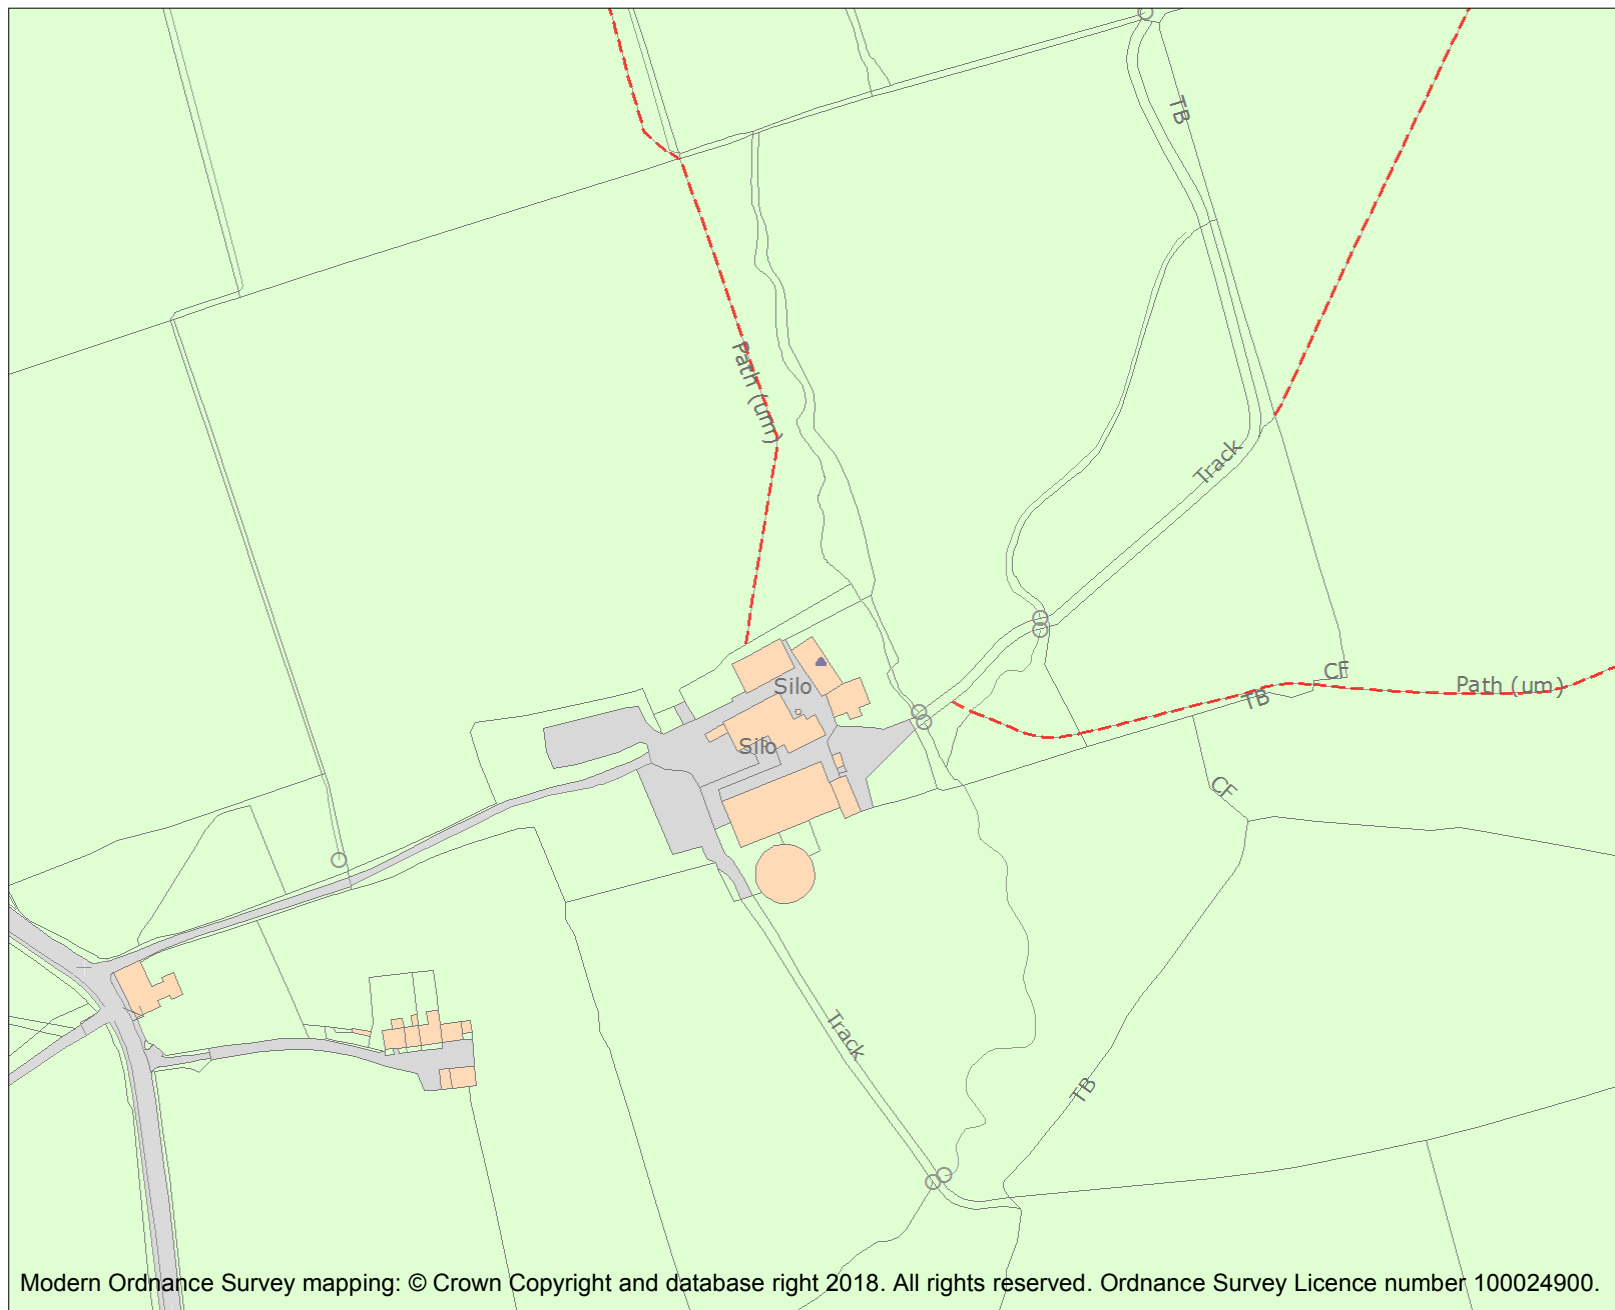 TB
Path (um)
Track
CF
Path (um)
Silo
TB
Silo
CF
Track
TB
Modern Ordnance Survey mapping: © Crown Copyright and database right 2018. All rights reserved. Ordnance Survey Licence number 100024900.